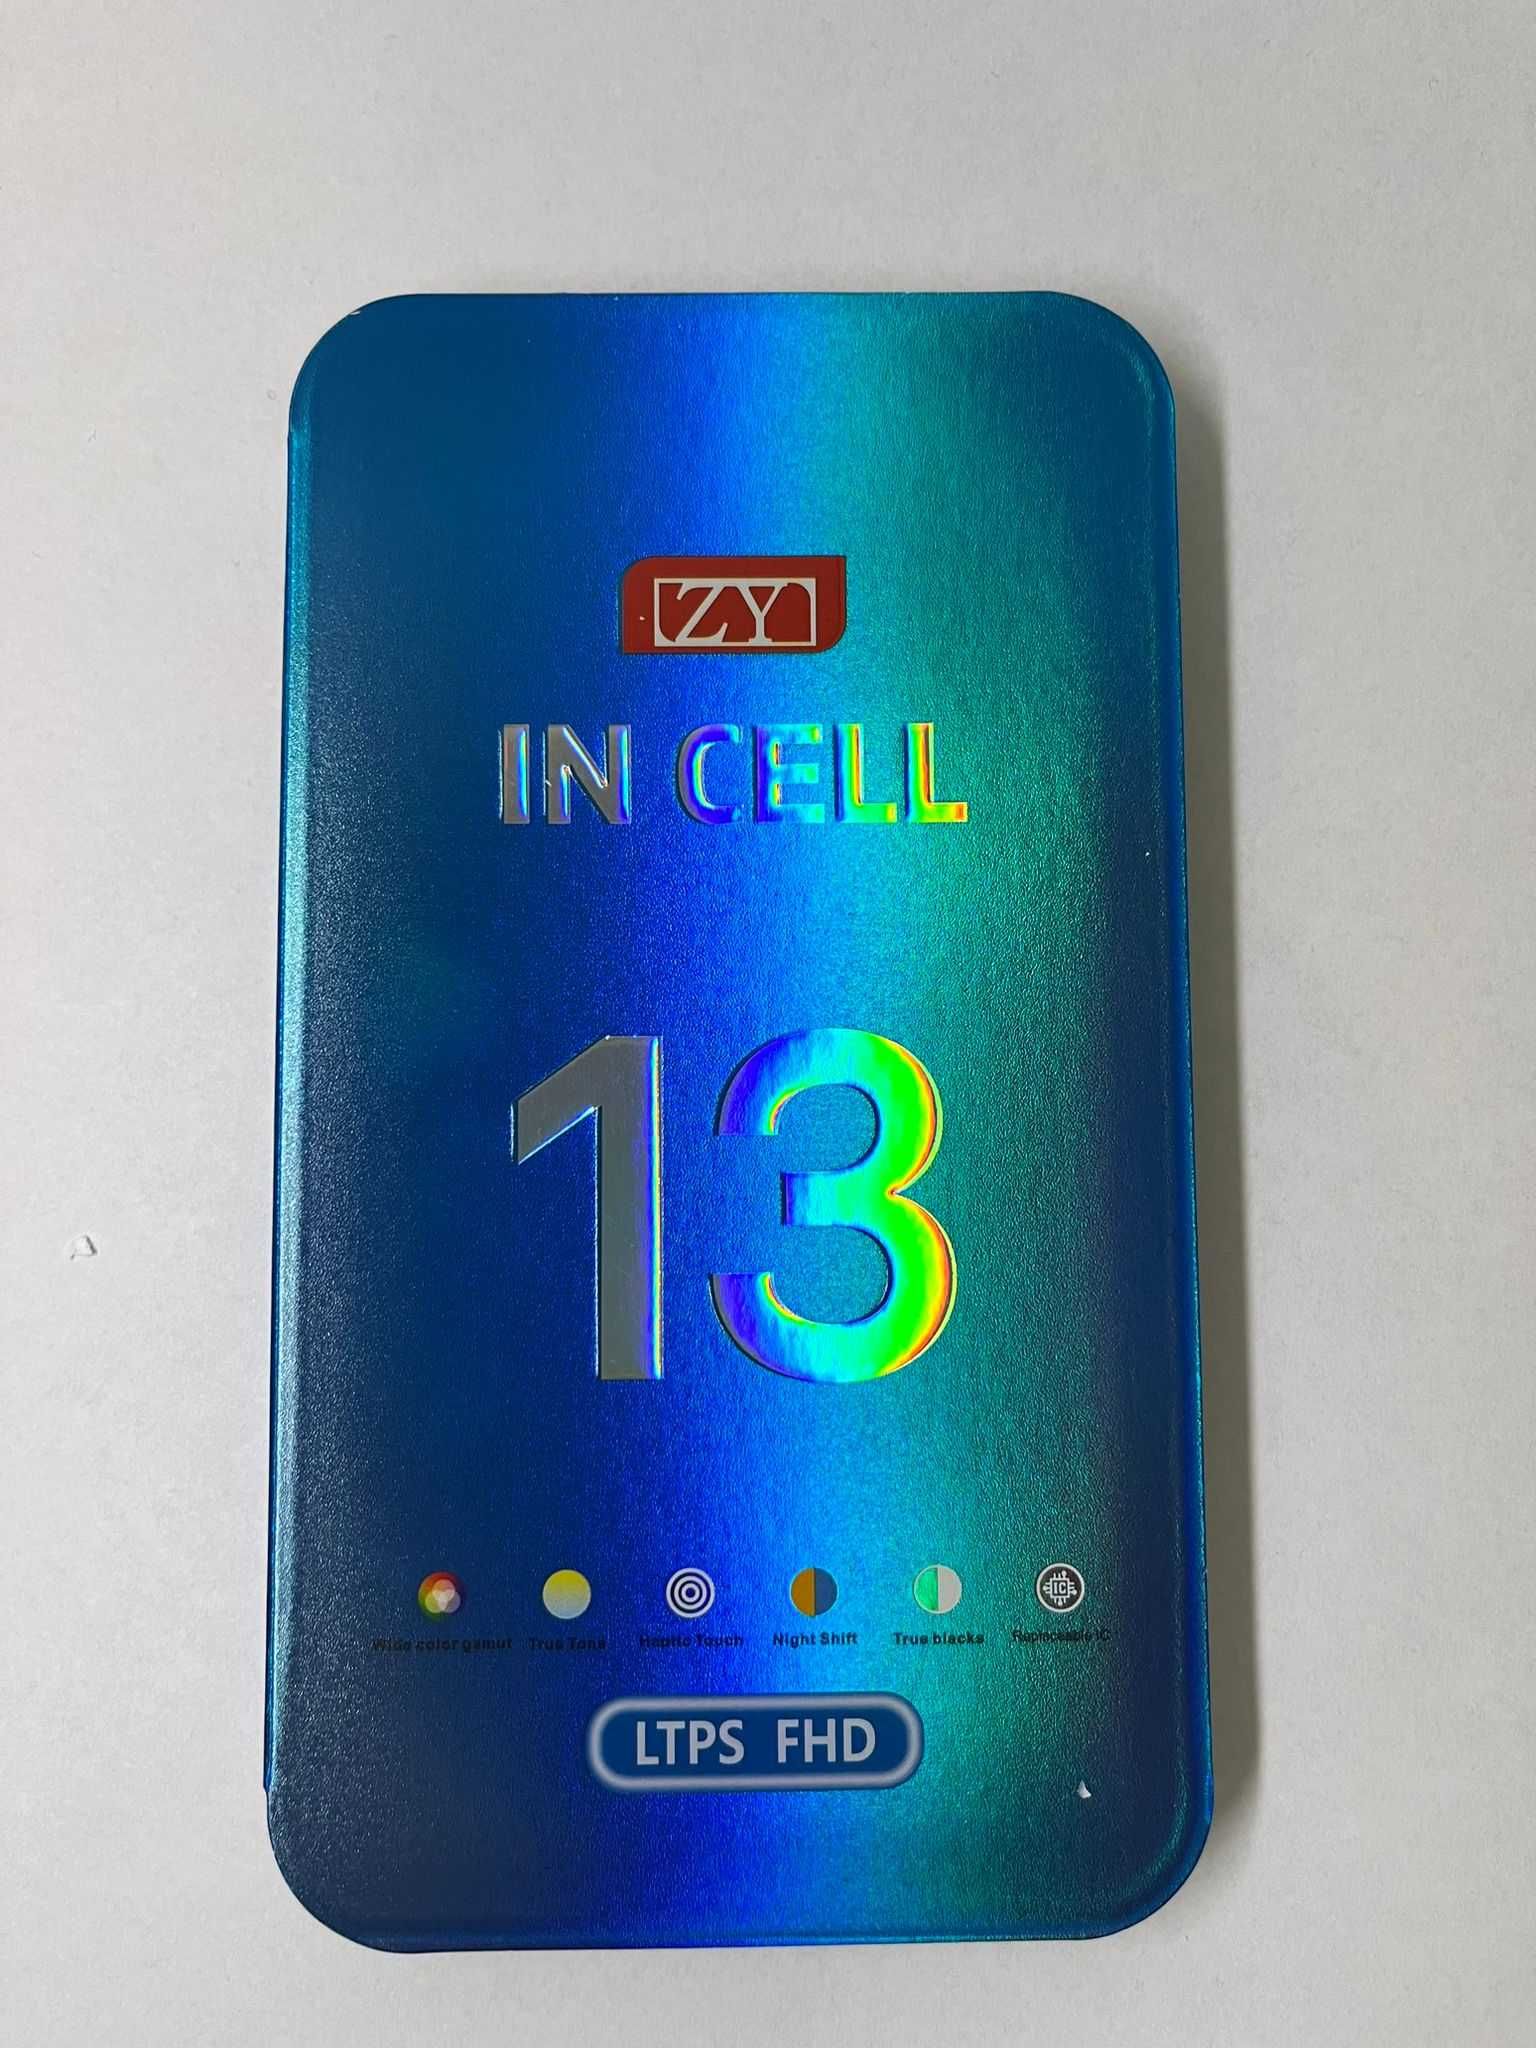 ZY
IN CELL
13
IC
Wide color gamut True Tone Haptic Touch Night Shift True blacks Replaceable IC
LTPS FHD